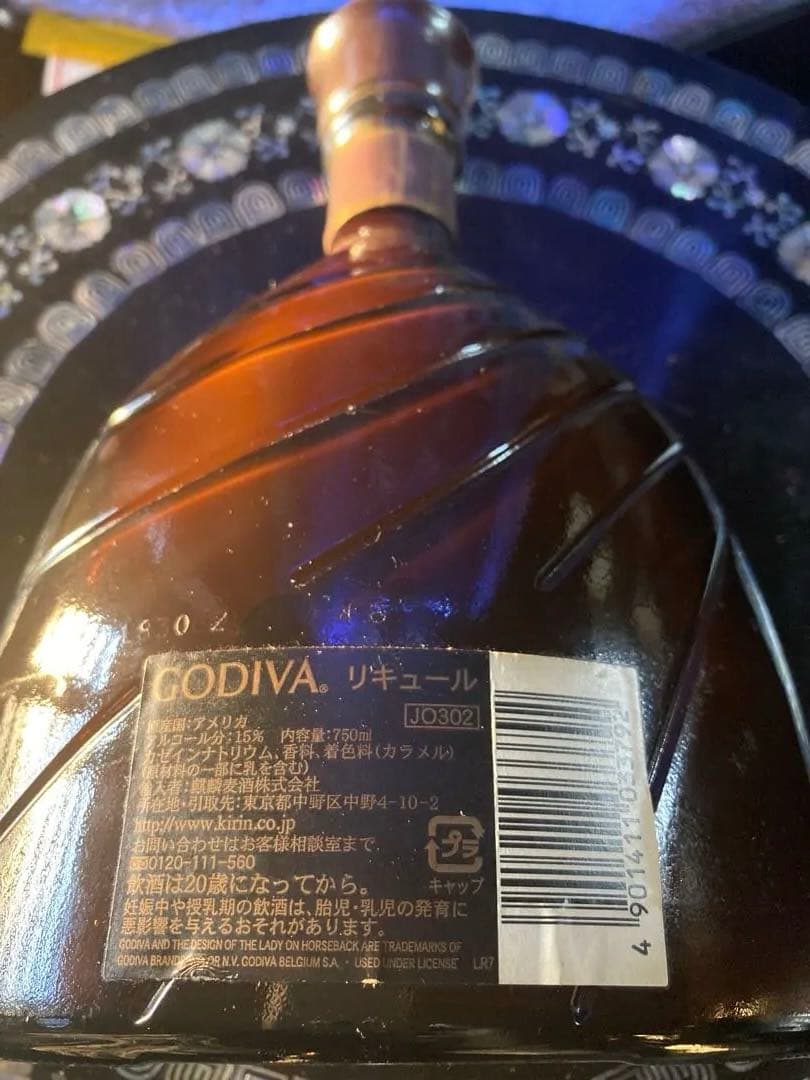 GODIVA® リキュール
JO302
産国:アメリカ
アルコール分:15% 内容量:750ml
カゼインナトリウム、香料、着色料(カラメル)
(原材料の一部に乳を含む)
輸入者:麒麟麦酒株式会社
所在地・引取先:東京都中野区中野4-10-2
http://www.kirin.co.jp
お問い合わせはお客様相談室まで
0120-111-560
プラ
キャップ
飲酒は20歳になってから。
妊娠中や授乳期の飲酒は、胎児・乳児の発育に
悪影響を与えるおそれがあります。
GODIVA AND THE DESIGN OF THE LADY ON HORSEBACK ARE TRADEMARKS OF
GODIVA BRANDS OR N.V. GODIVA BELGIUM S.A. · USED UNDER LICENSE LR7
4 901411 033792